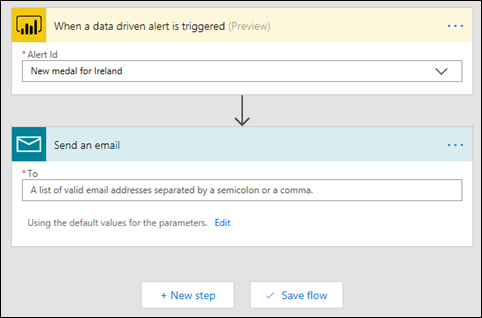 When a data driven alert is triggered (Preview)
* Alert Id
New medal for Ireland
Send an email
* To
A list of valid email addresses separated by a semicolon or a comma.
Using the default values for the parameters. Edit
+ New step
Save flow